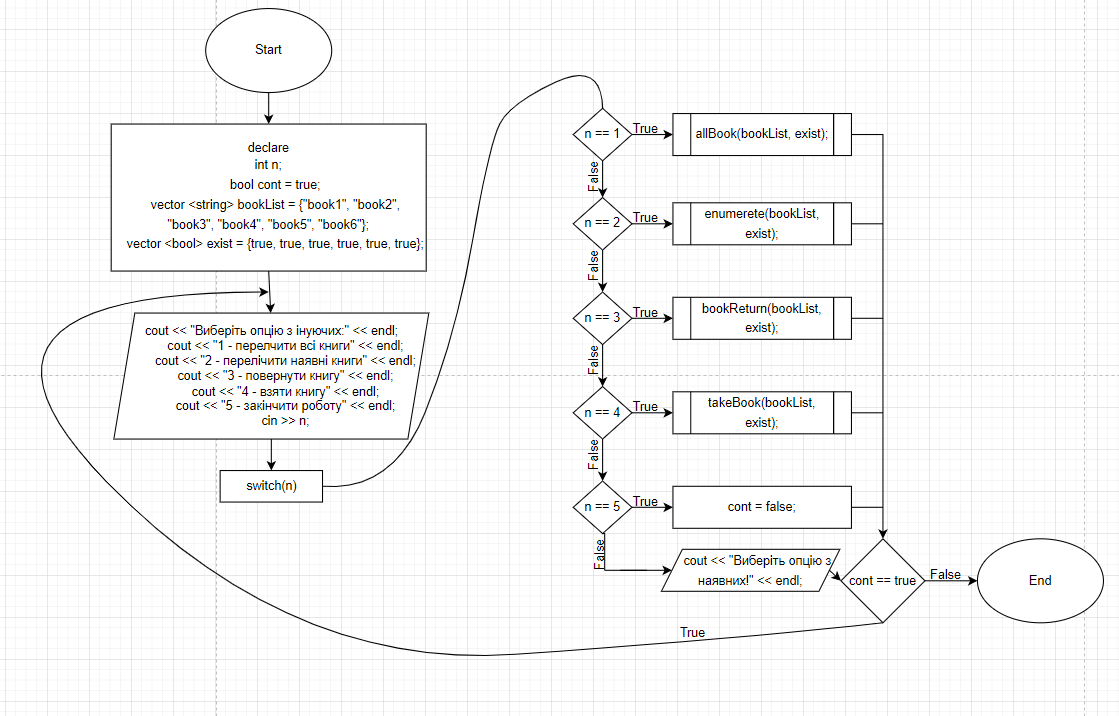 Start
declare
int n;
bool cont = true;
vector <string> bookList = {"book1", "book2",
"book3", "book4", "book5", "book6"};
vector <bool> exist = {true, true, true, true, true, true};
cout << "Виберіть опцію з інуючих:" << endl;
cout << "1 - перелчити всі книги" << endl;
cout << "2 - перелічити наявні книги" << endl;
cout << "3 - повернути книгу" << endl;
cout << "4 - взяти книгу" << endl;
cout << "5 - закінчити роботу" << endl;
cin >> n;
switch(n)
n == 1
True
allBook(bookList, exist);
False
n == 2
True
enumerete(bookList,
exist);
False
n == 3
True
bookReturn(bookList,
exist);
False
n == 4
True
takeBook(bookList,
exist);
False
n == 5
True
cont = false;
False
cout << "Виберіть опцію з
наявних!" << endl;
cont == true
False
End
True